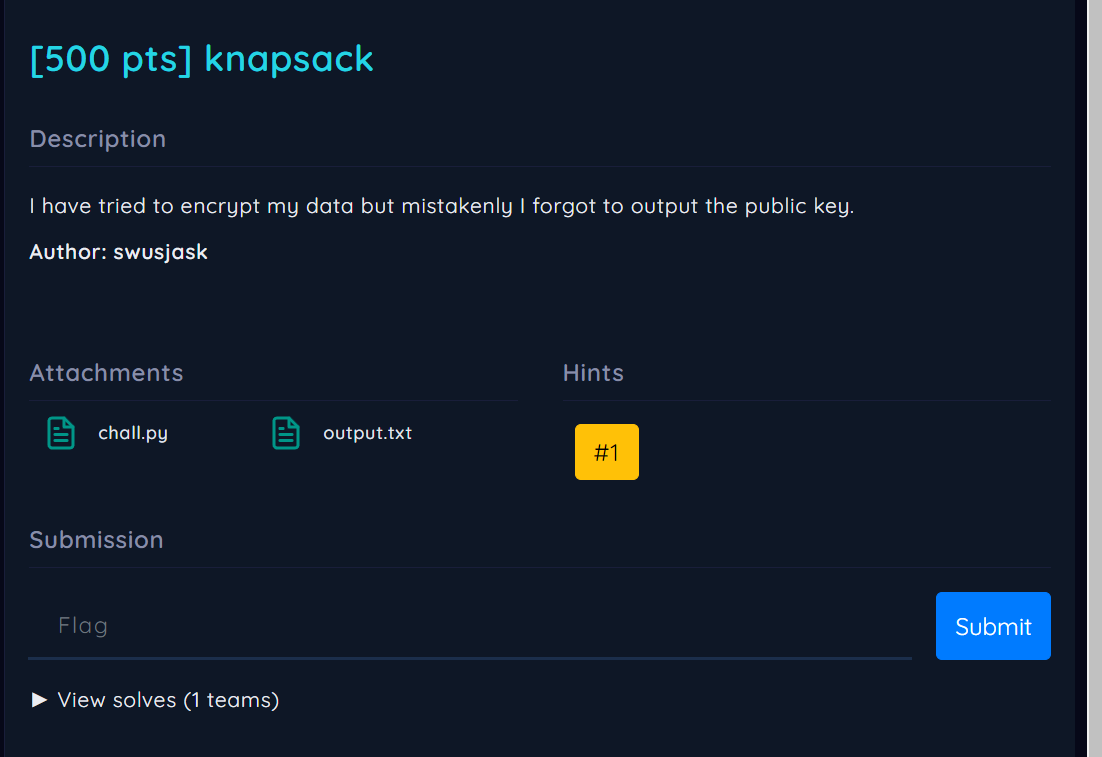 [500 pts] knapsack
Description
I have tried to encrypt my data but mistakenly I forgot to output the public key.
Author: swusjask
Attachments
Hints
chall.py
output.txt
#1
Submission
Flag
Submit
► View solves (1 teams)